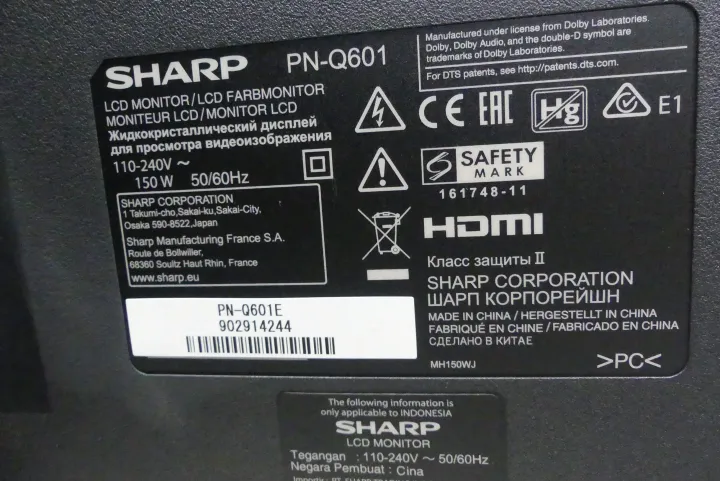 SHARP PN-Q601
LCD MONITOR/LCD FARBMONITOR
MONITEUR LCD/MONITOR LCD
Жидкокристаллический дисплей
для просмотра видеоизображения
110-240V ~
150 W 50/60Hz
SHARP CORPORATION
1 Takumi-cho,Sakai-ku,Sakai-City,
Osaka 590-8522,Japan
Sharp Manufacturing France S.A.
Route de Bollwiller,
68360 Soultz Haut Rhin, France
www.sharp.eu
PN-Q601E
902914244
Manufactured under license from Dolby Laboratories.
Dolby, Dolby Audio, and the double-D symbol are
trademarks of Dolby Laboratories.
For DTS patents, see http://patents.dts.com.
CE EAC Hg E1
S SAFETY
MARK
161748-11
HDMI
Класс защиты II
SHARP CORPORATION
ШАРП КОРПОРЕЙШН
MADE IN CHINA / HERGESTELLT IN CHINA
FABRIQUÉ EN CHINE / FABRICADO EN CHINA
СДЕЛАНО В КИТАЕ
MH150WJ >PC<
The following information is
only applicable to INDONESIA
SHARP
LCD MONITOR
Tegangan : 110-240V ~ 50/60Hz
Negara Pembuat : Cina